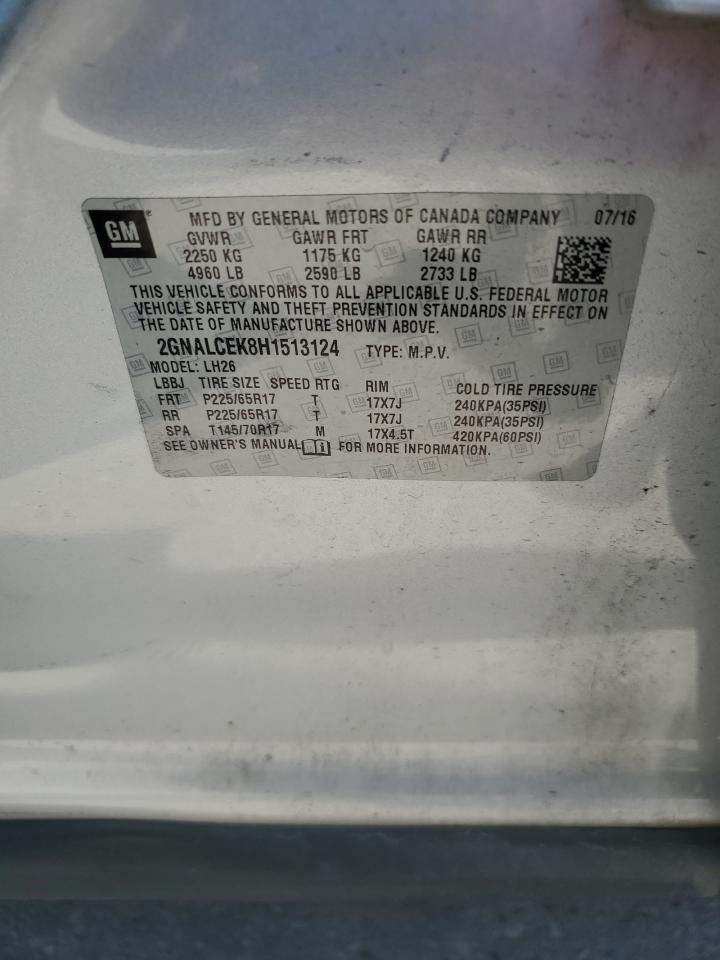 GM® MFD BY GENERAL MOTORS OF CANADA COMPANY 07/16
GVWR GAWR FRT GAWR RR
2250 KG 1175 KG 1240 KG
4960 LB 2590 LB 2733 LB
THIS VEHICLE CONFORMS TO ALL APPLICABLE U.S. FEDERAL MOTOR
VEHICLE SAFETY AND THEFT PREVENTION STANDARDS IN EFFECT ON
THE DATE OF MANUFACTURE SHOWN ABOVE.
2GNALCEK8H1513124 TYPE: M.P.V.
MODEL: LH26
LBBJ TIRE SIZE SPEED RTG RIM COLD TIRE PRESSURE
FRT P225/65R17 T 17X7J 240KPA(35PSI)
RR P225/65R17 T 17X7J 240KPA(35PSI)
SPA T145/70R17 M 17X4.5T 420KPA(60PSI)
SEE OWNER'S MANUAL FOR MORE INFORMATION.